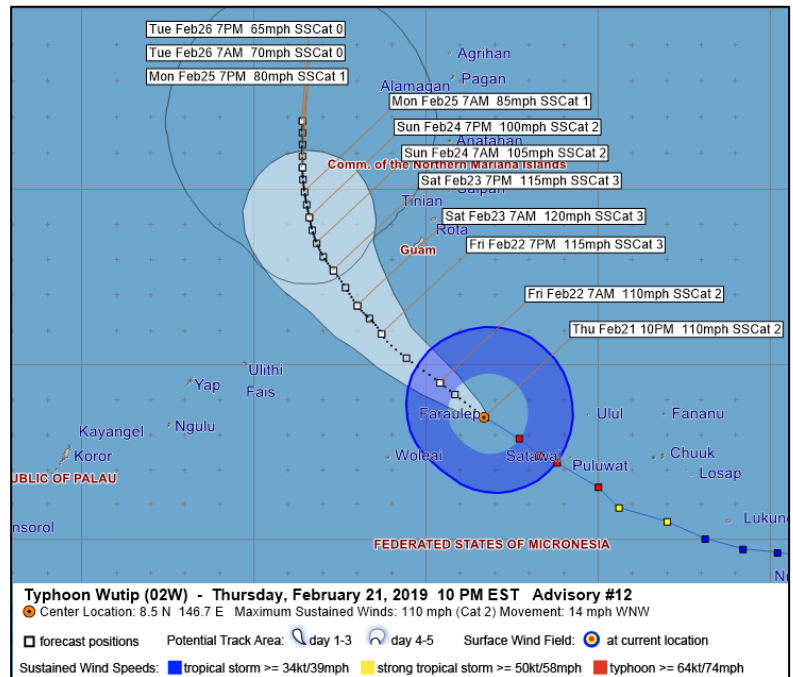 Tue Feb26 7PM 65mph SSCat 0
Agrihan
Tue Feb26 7AM 70mph SSCat 0
Pagan
Mon Feb25 7PM 80mph SSCat 1
Alamagan
Mon Feb25 7AM 85mph SSCat 1
Sun Feb24 7PM 100mph SSCat 2
Anatahan
Sun Feb24 7AM 105mph SSCat 2
Comm. of the Northern Mariana Islands
Sat Feb23 7PM 115mph SSCat 3
Saipan
Tinian
Sat Feb23 7AM 120mph SSCat 3
Rota
Fri Feb22 7PM 115mph SSCat 3
Guam
Fri Feb22 7AM 110mph SSCat 2
Thu Feb21 10PM 110mph SSCat 2
Ulithi
Yap
Fais
Faraulep
Ulul
Fananu
Ngulu
Kayangel
Koror
Woleai
Satawal
Puluwat
Chuuk
Losap
UBLIC OF PALAU
Lukuno
nsorol
FEDERATED STATES OF MICRONESIA
Typhoon Wutip (02W) - Thursday, February 21, 2019 10 PM EST Advisory #12
Center Location: 8.5 N 146.7 E Maximum Sustained Winds: 110 mph (Cat 2) Movement: 14 mph WNW
forecast positions Potential Track Area: day 1-3 day 4-5 Surface Wind Field: at current location
Sustained Wind Speeds: tropical storm >= 34kt/39mph strong tropical storm >= 50kt/58mph typhoon >= 64kt/74mph